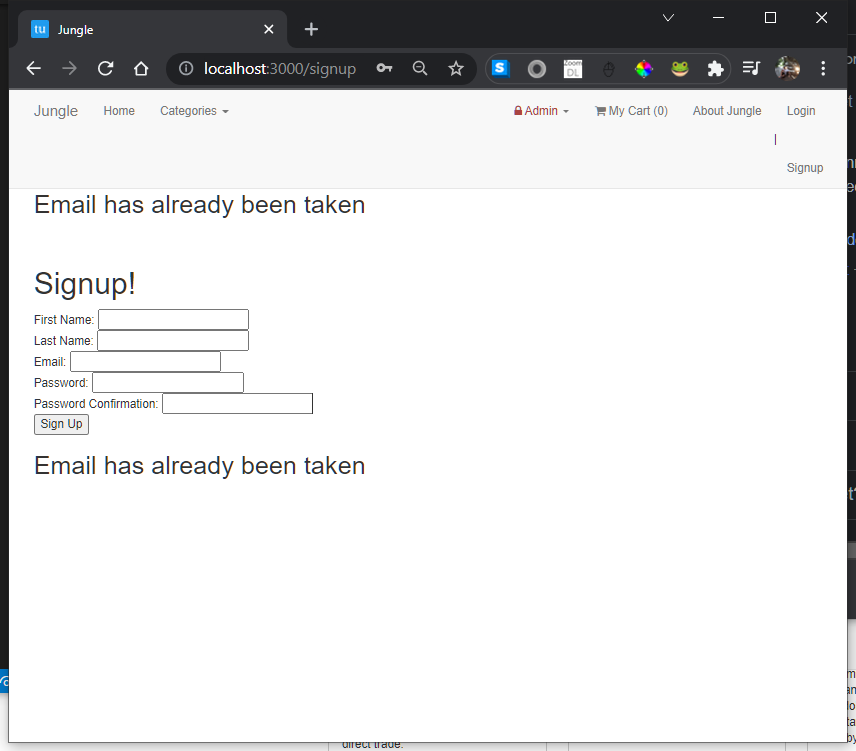 tu Jungle
localhost:3000/signup
S
Zoom
DL
Jungle Home Categories Admin My Cart (0) About Jungle Login
|
Signup
Email has already been taken
Signup!
First Name:
Last Name:
Email:
Password:
Password Confirmation:
Sign Up
Email has already been taken
direct trade.